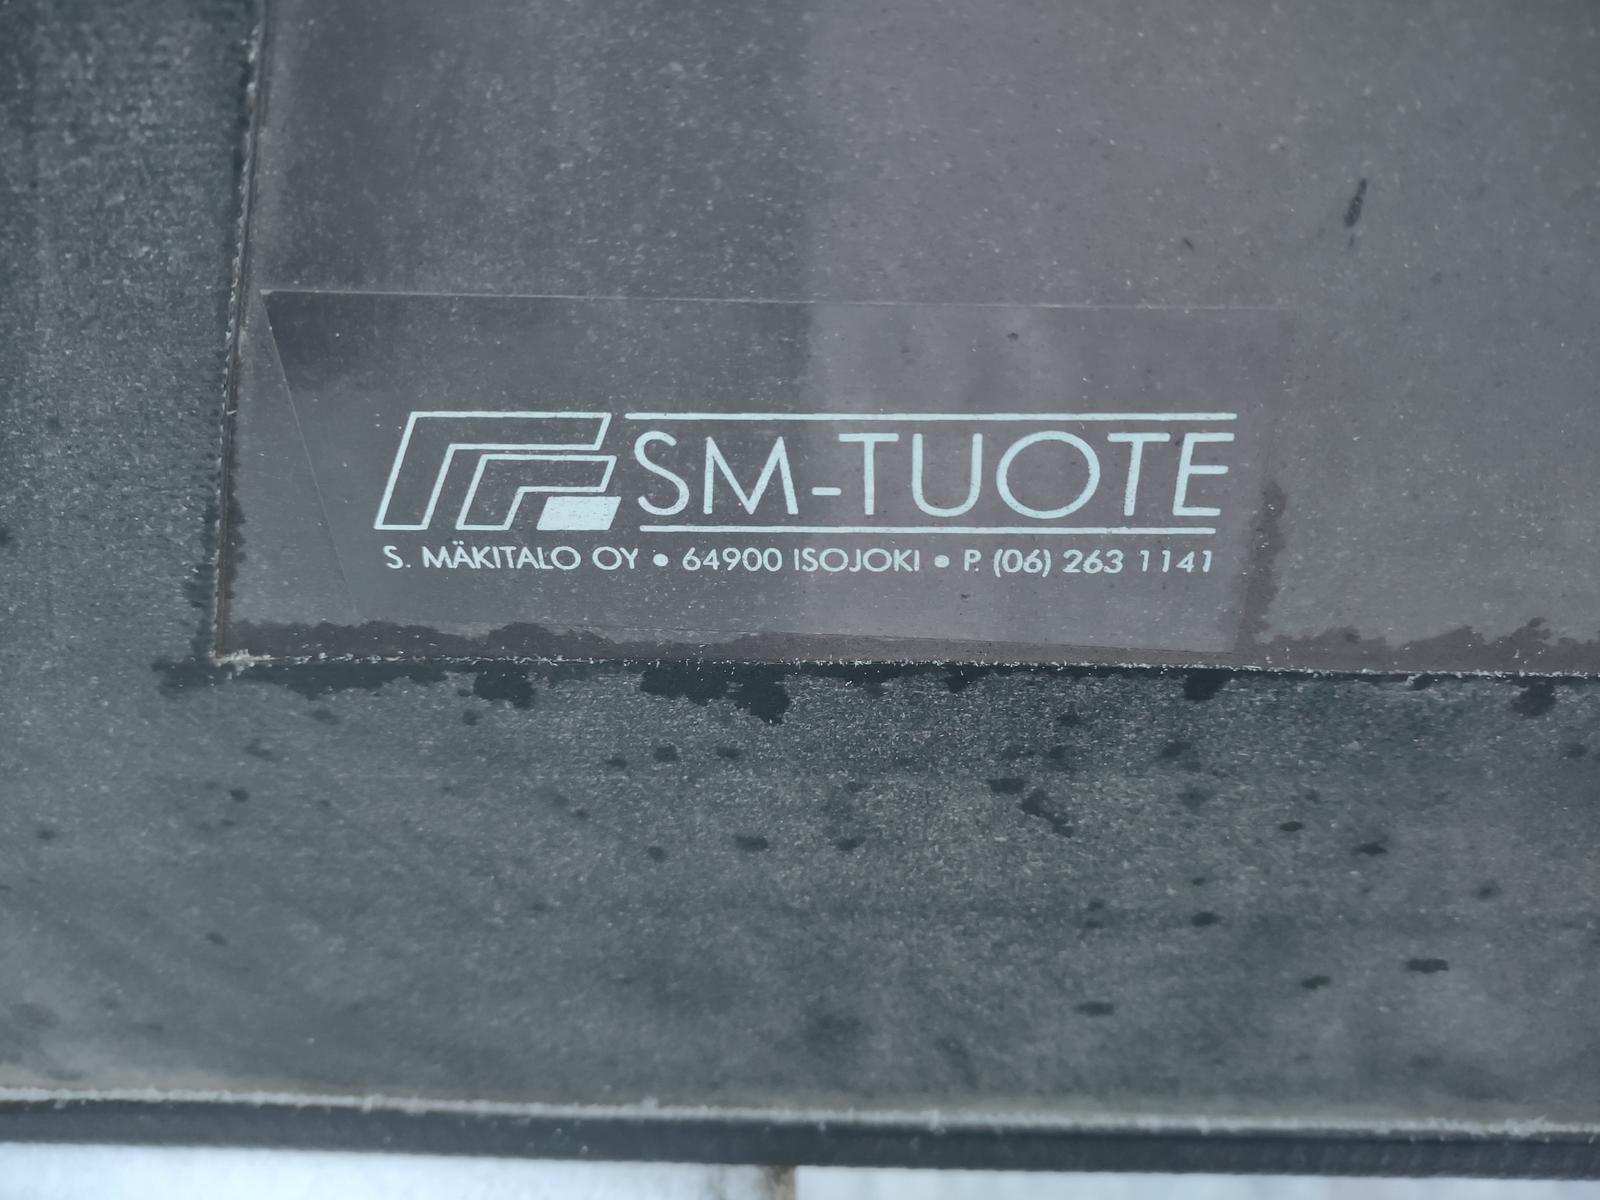 SM-TUOTE
S. MÄKITALO OY • 64900 ISOJOKI • P. (06) 263 1141